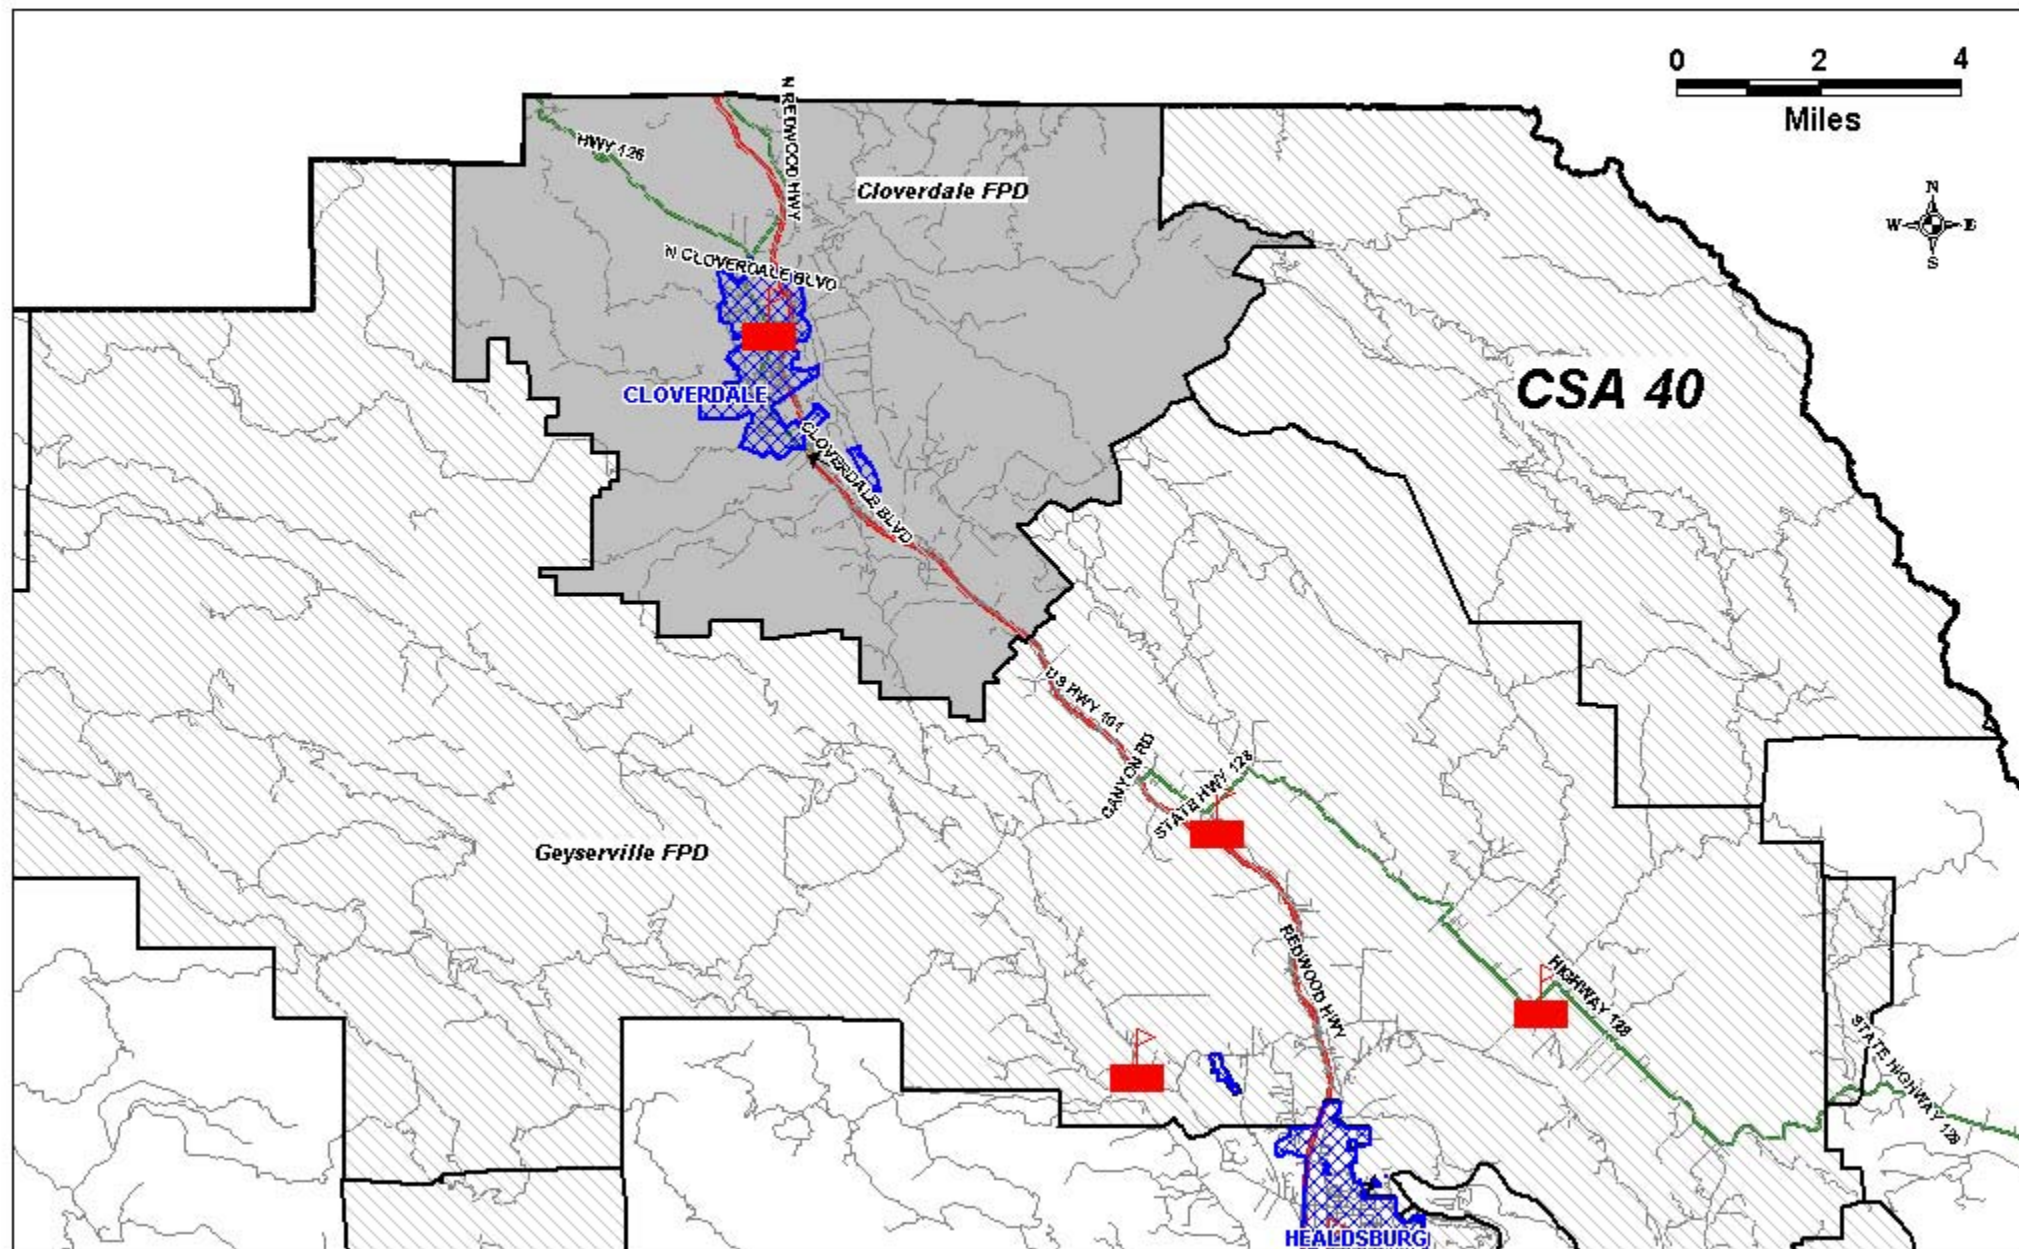 0 2 4
Miles
N
W E
S
N REDWOOD HWY
HWY 128
Cloverdale FPD
N CLOVERDALE BLVD
CLOVERDALE
CSA 40
CLOVERDALE BLVD
US HWY 101
CANYON RD
STATE HWY 128
Geyserville FPD
REDWOOD HWY
HIGHWAY 128
STATE HIGHWAY 128
HEALDSBURG